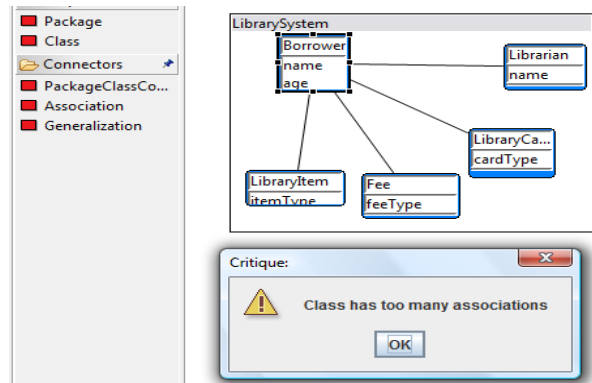 Package
Class
Connectors
PackageClassCo...
Association
Generalization
LibrarySystem
Borrower
name
age
Librarian
name
LibraryCa...
cardType
LibraryItem
itemType
Fee
feeType
Critique:
Class has too many associations
OK